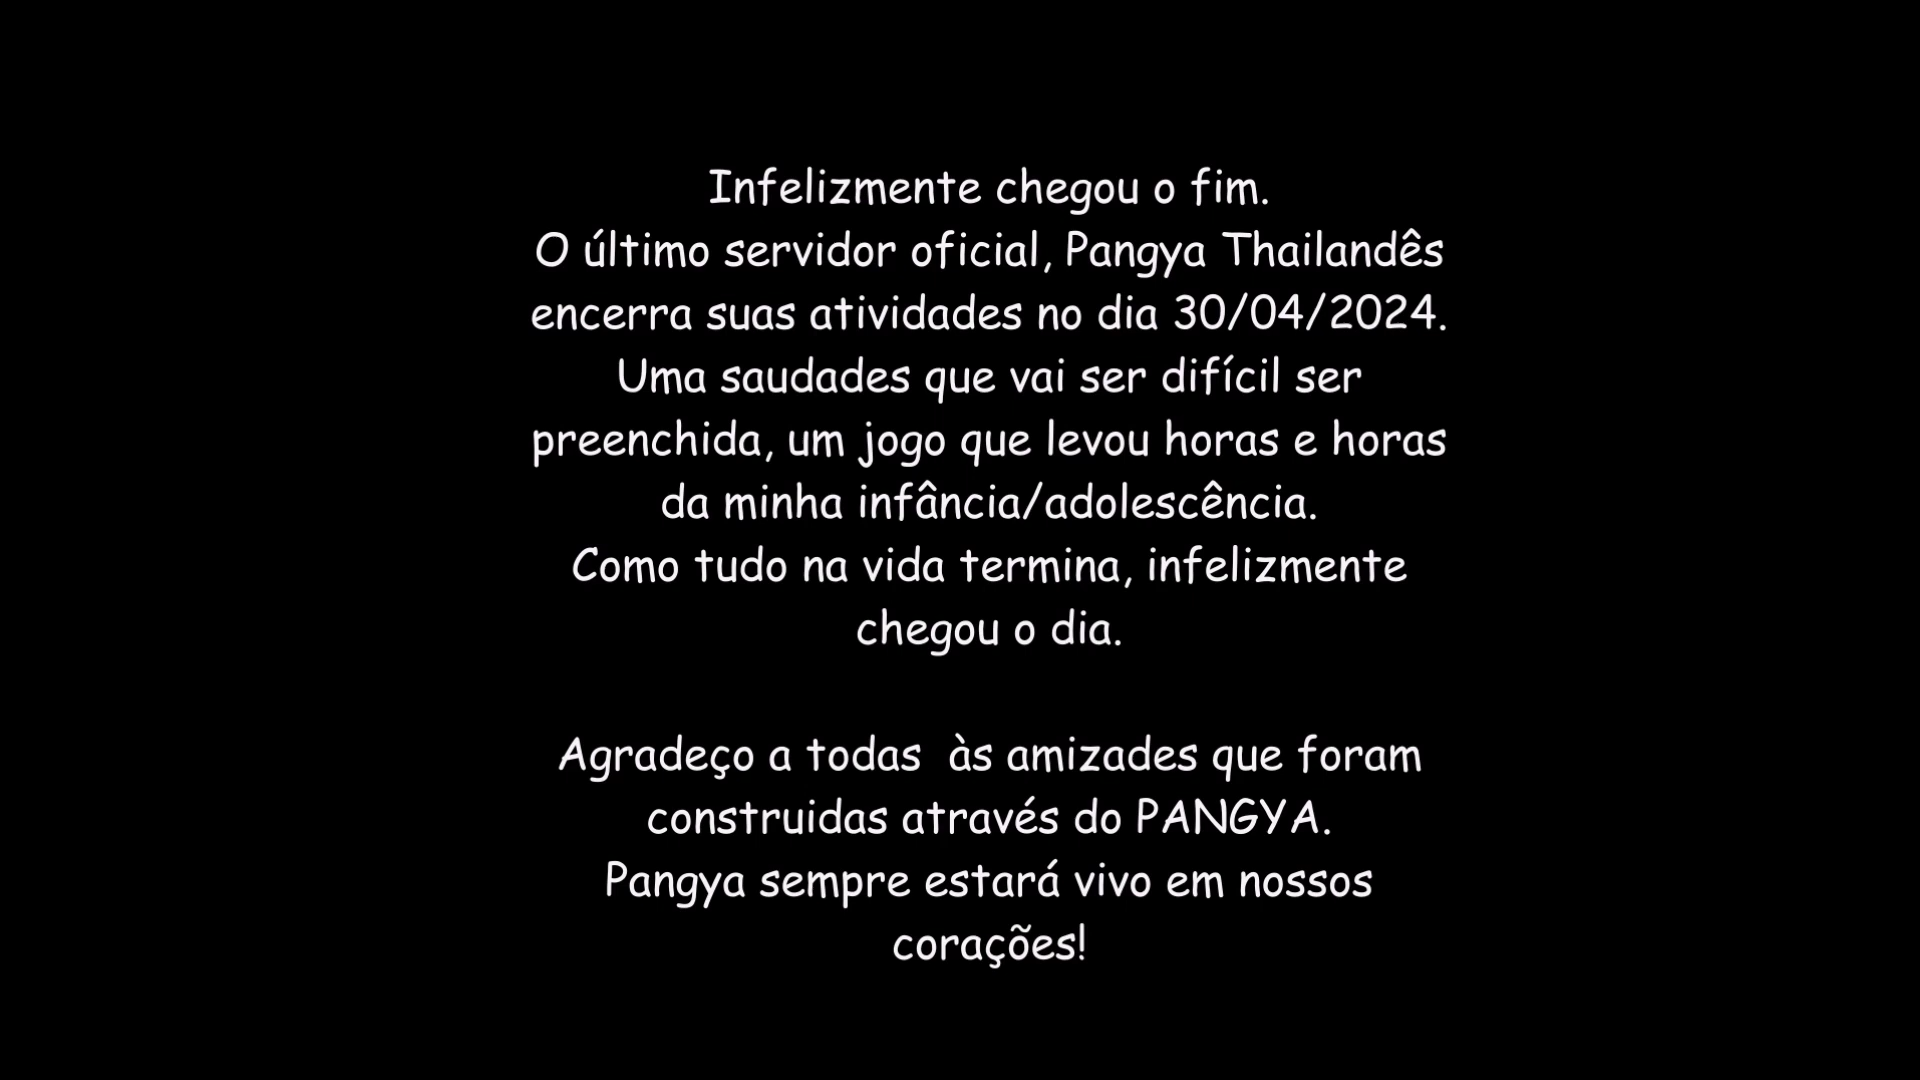 Infelizmente chegou o fim.
O último servidor oficial, Pangya Thailandês
encerra suas atividades no dia 30/04/2024.
Uma saudades que vai ser difícil ser
preenchida, um jogo que levou horas e horas
da minha infância/adolescência.
Como tudo na vida termina, infelizmente
chegou o dia.
Agradeço a todas  às amizades que foram
construidas através do PANGYA.
Pangya sempre estará vivo em nossos
corações!